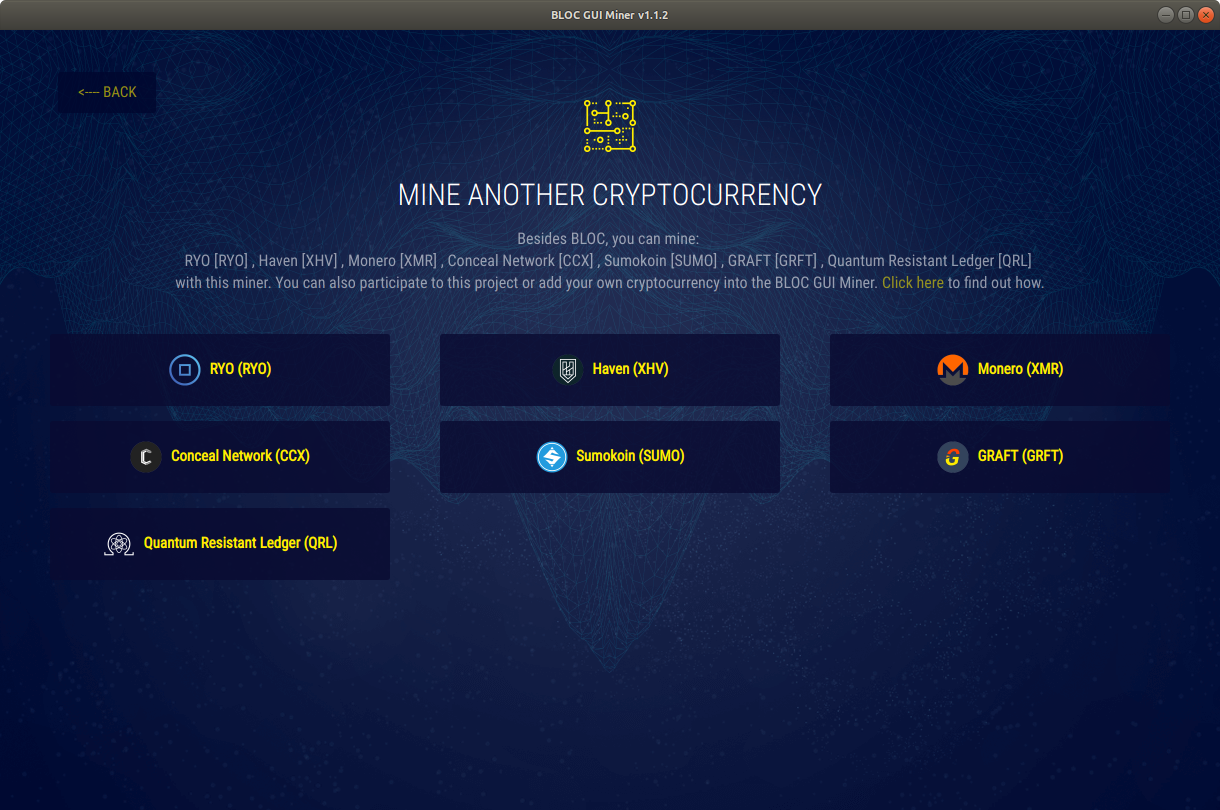 BLOC GUI Miner v1.1.2
<---- BACK
MINE ANOTHER CRYPTOCURRENCY
Besides BLOC, you can mine:
RYO [RYO] , Haven [XHV] , Monero [XMR] , Conceal Network [CCX] , Sumokoin [SUMO] , GRAFT [GRFT] , Quantum Resistant Ledger [QRL]
with this miner. You can also participate to this project or add your own cryptocurrency into the BLOC GUI Miner. Click here to find out how.
RYO (RYO)
Haven (XHV)
Monero (XMR)
Conceal Network (CCX)
Sumokoin (SUMO)
GRAFT (GRFT)
Quantum Resistant Ledger (QRL)